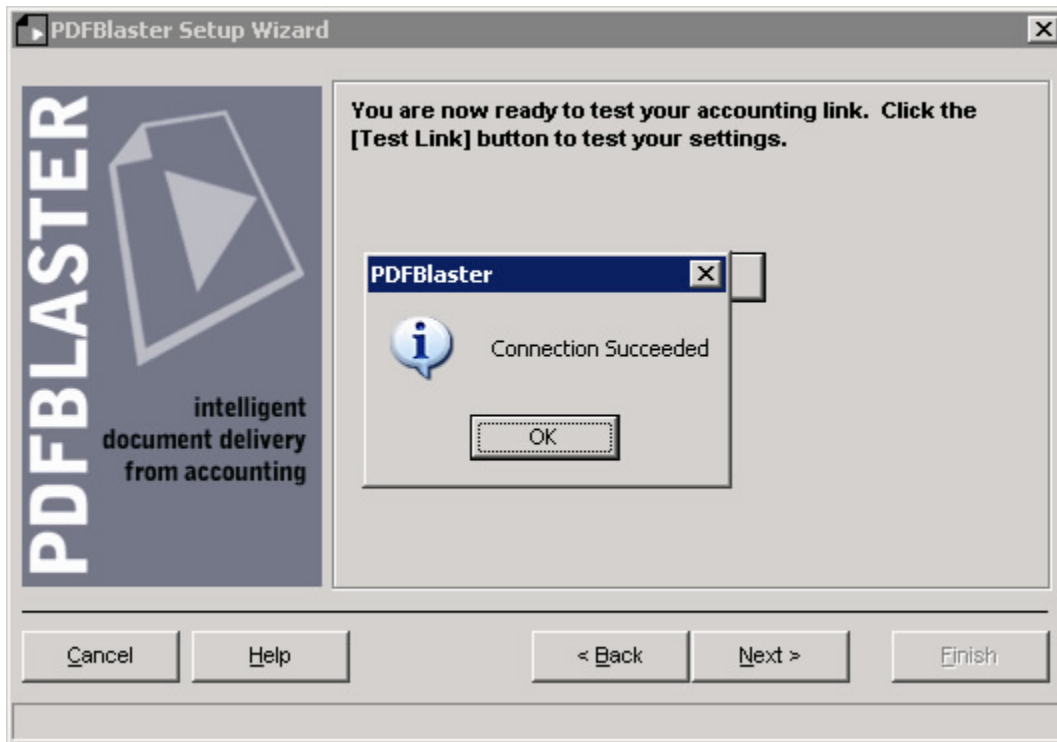 PDFBlaster Setup Wizard
PDFBLASTER
intelligent
document delivery
from accounting
You are now ready to test your accounting link. Click the
[Test Link] button to test your settings.
PDFBlaster
Connection Succeeded
OK
Cancel
Help
< Back
Next >
Finish